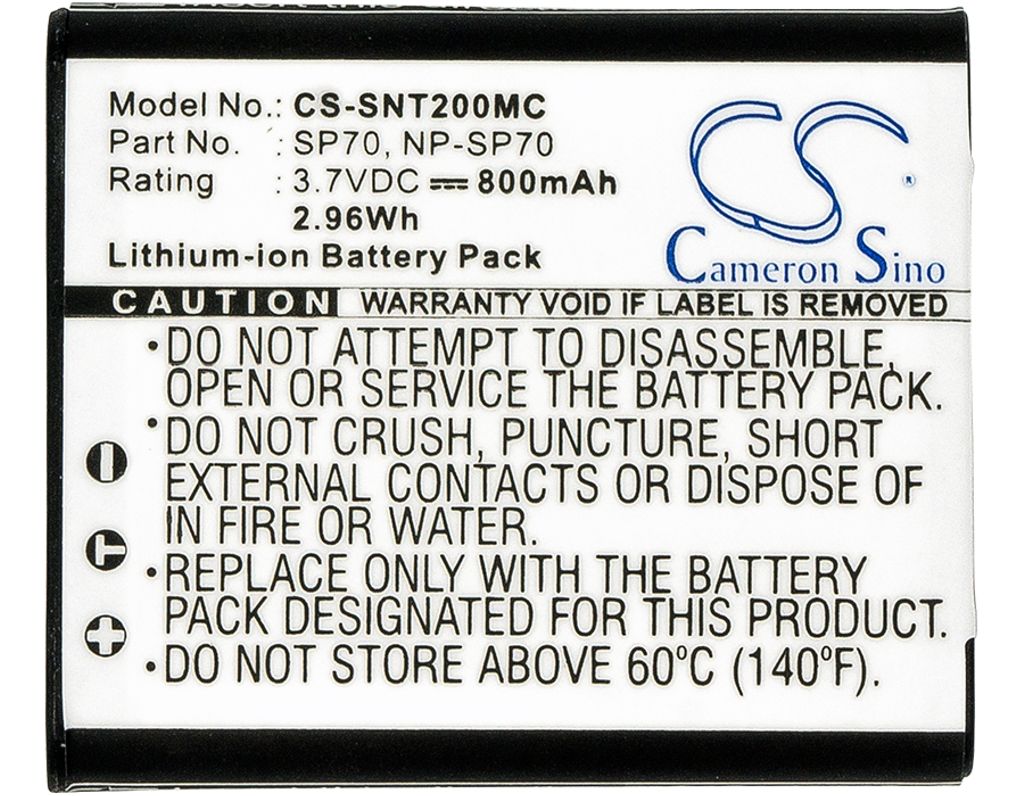 Model No.: CS-SNT200MC
Part No. : SP70, NP-SP70
Rating : 3.7VDC ⎓ 800mAh
2.96Wh
Lithium-ion Battery Pack
CS
®
Cameron Sino
CAUTION WARRANTY VOID IF LABEL IS REMOVED
•DO NOT ATTEMPT TO DISASSEMBLE,
OPEN OR SERVICE THE BATTERY PACK.
•DO NOT CRUSH, PUNCTURE, SHORT
EXTERNAL CONTACTS OR DISPOSE OF
IN FIRE OR WATER.
•REPLACE ONLY WITH THE BATTERY
PACK DESIGNATED FOR THIS PRODUCT.
•DO NOT STORE ABOVE 60ºC (140ºF).
− T +